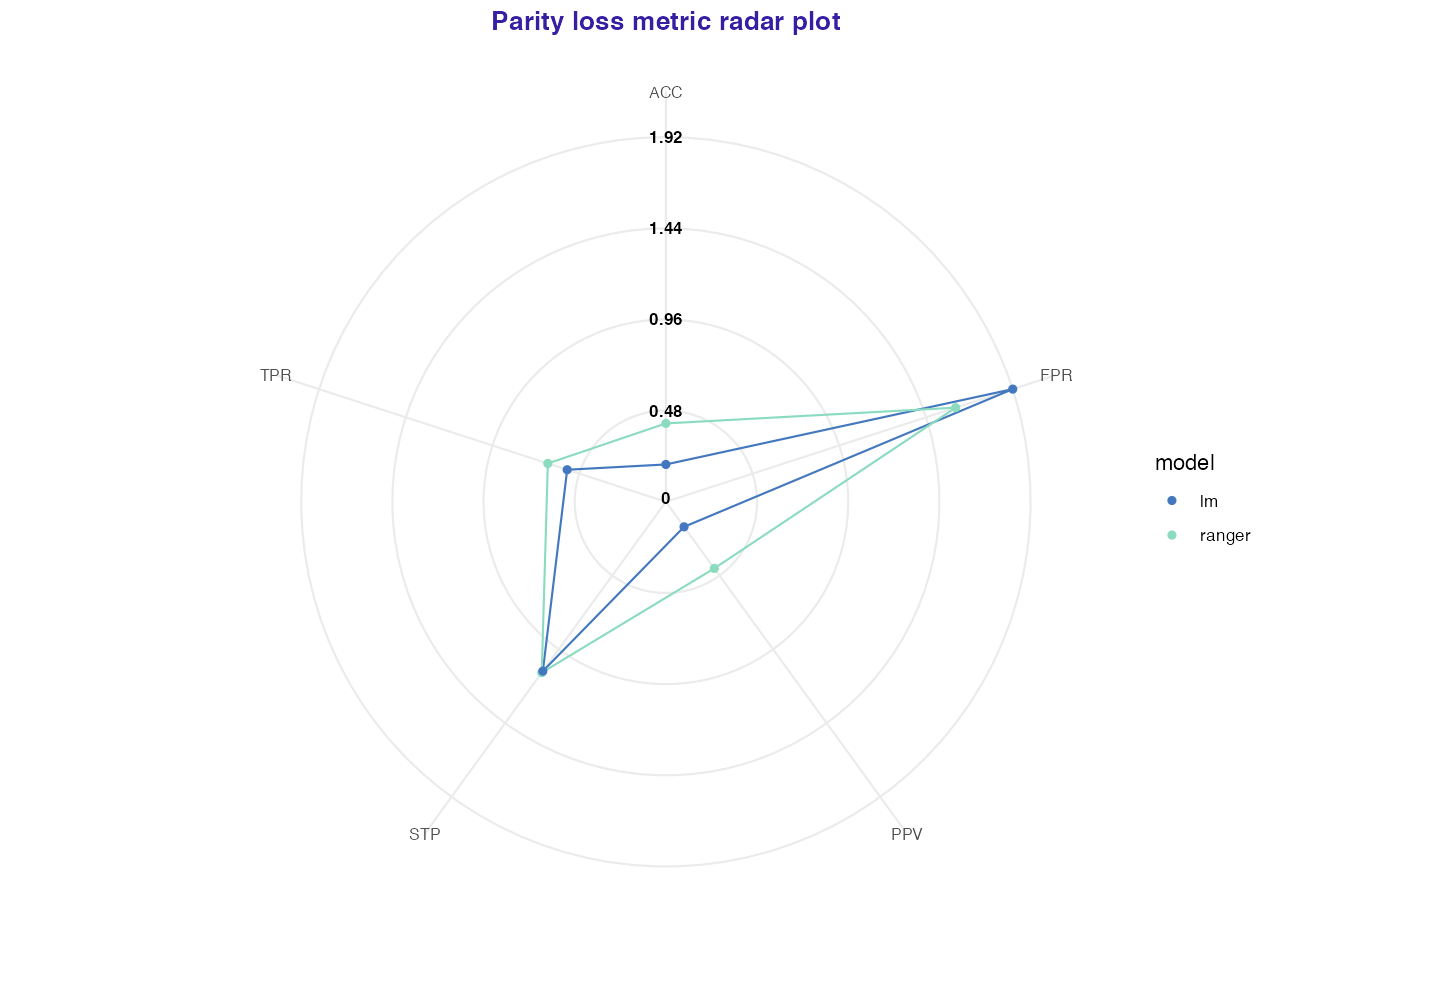 Parity loss metric radar plot
ACC
1.92
1.44
0.96
TPR
FPR
0.48
model
0
lm
ranger
STP
PPV